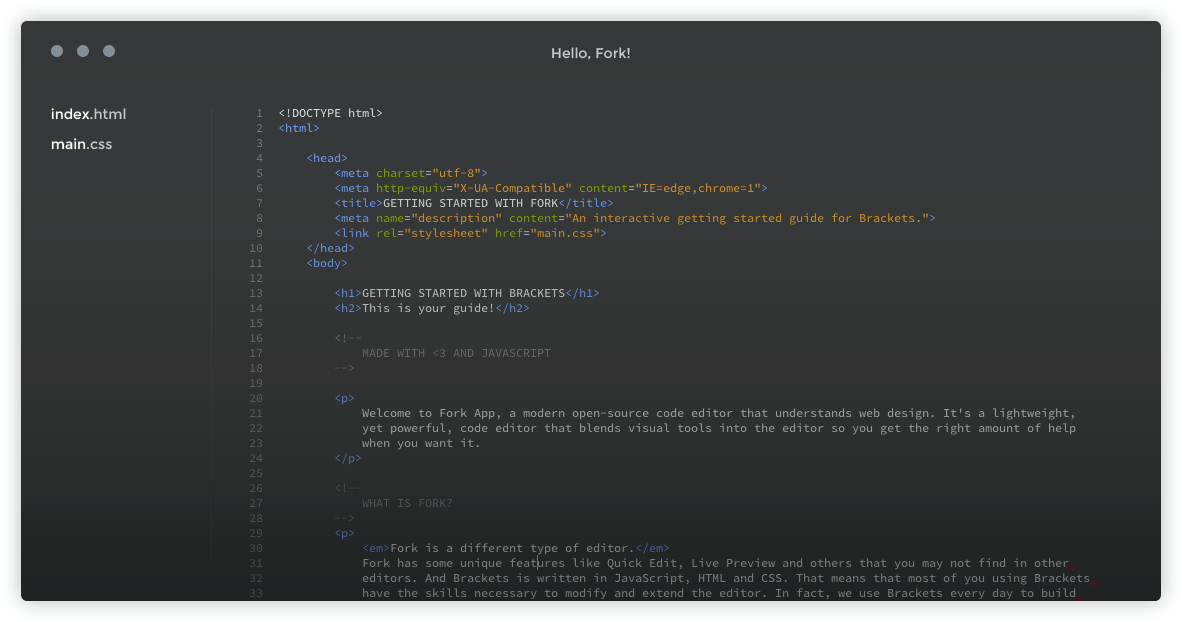 Hello, Fork!
index.html
main.css
1 <!DOCTYPE html>
2 <html>
3
4 <head>
5 <meta charset="utf-8">
6 <meta http-equiv="X-UA-Compatible" content="IE=edge,chrome=1">
7 <title>GETTING STARTED WITH FORK</title>
8 <meta name="description" content="An interactive getting started guide for Brackets.">
9 <link rel="stylesheet" href="main.css">
10 </head>
11 <body>
12
13 <h1>GETTING STARTED WITH BRACKETS</h1>
14 <h2>This is your guide!</h2>
15
16 <!--
17 MADE WITH <3 AND JAVASCRIPT
18 -->
19
20 <p>
21 Welcome to Fork App, a modern open-source code editor that understands web design. It's a lightweight,
22 yet powerful, code editor that blends visual tools into the editor so you get the right amount of help
23 when you want it.
24 </p>
25
26 <!--
27 WHAT IS FORK?
28 -->
29 <p>
30 <em>Fork is a different type of editor.</em>
31 Fork has some unique features like Quick Edit, Live Preview and others that you may not find in other
32 editors. And Brackets is written in JavaScript, HTML and CSS. That means that most of you using Brackets
33 have the skills necessary to modify and extend the editor. In fact, we use Brackets every day to build